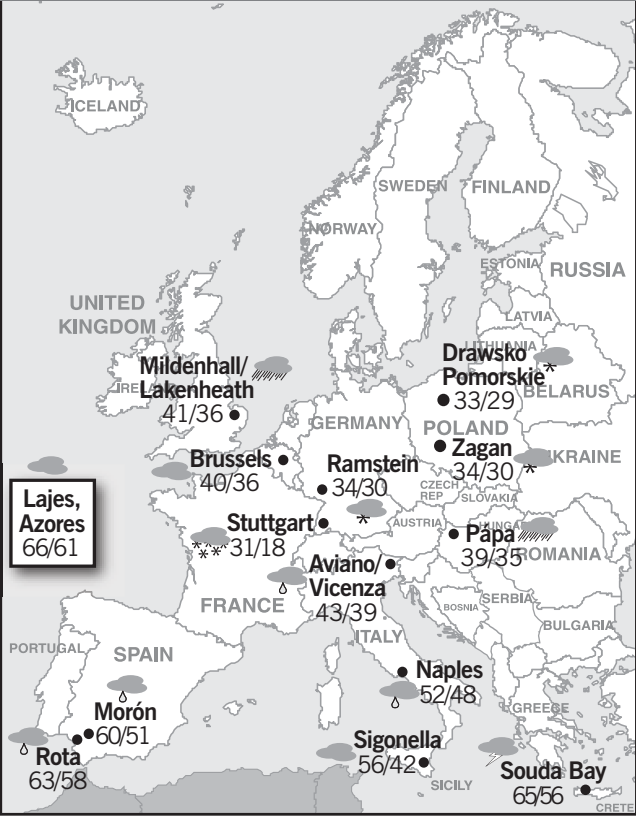 ICELAND
SWEDEN
FINLAND
NORWAY
ESTONIA
RUSSIA
LATVIA
LITHUANIA
UNITED
KINGDOM
IRELAND
Mildenhall/
Lakenheath
41/36
Drawsko
Pomorskie
33/29
BELARUS
GERMANY
POLAND
Zagan
34/30
UKRAINE
Brussels
40/36
Ramstein
34/30
CZECH
REP
SLOVAKIA
Lajes,
Azores
66/61
Stuttgart
31/18
AUSTRIA
HUNGARY
Pápa
39/35
ROMANIA
Aviano/
Vicenza
43/39
FRANCE
BOSNIA
SERBIA
BULGARIA
ITALY
PORTUGAL
SPAIN
Naples
52/48
GREECE
Morón
60/51
Rota
63/58
Sigonella
56/42
SICILY
Souda Bay
65/56
CRETE